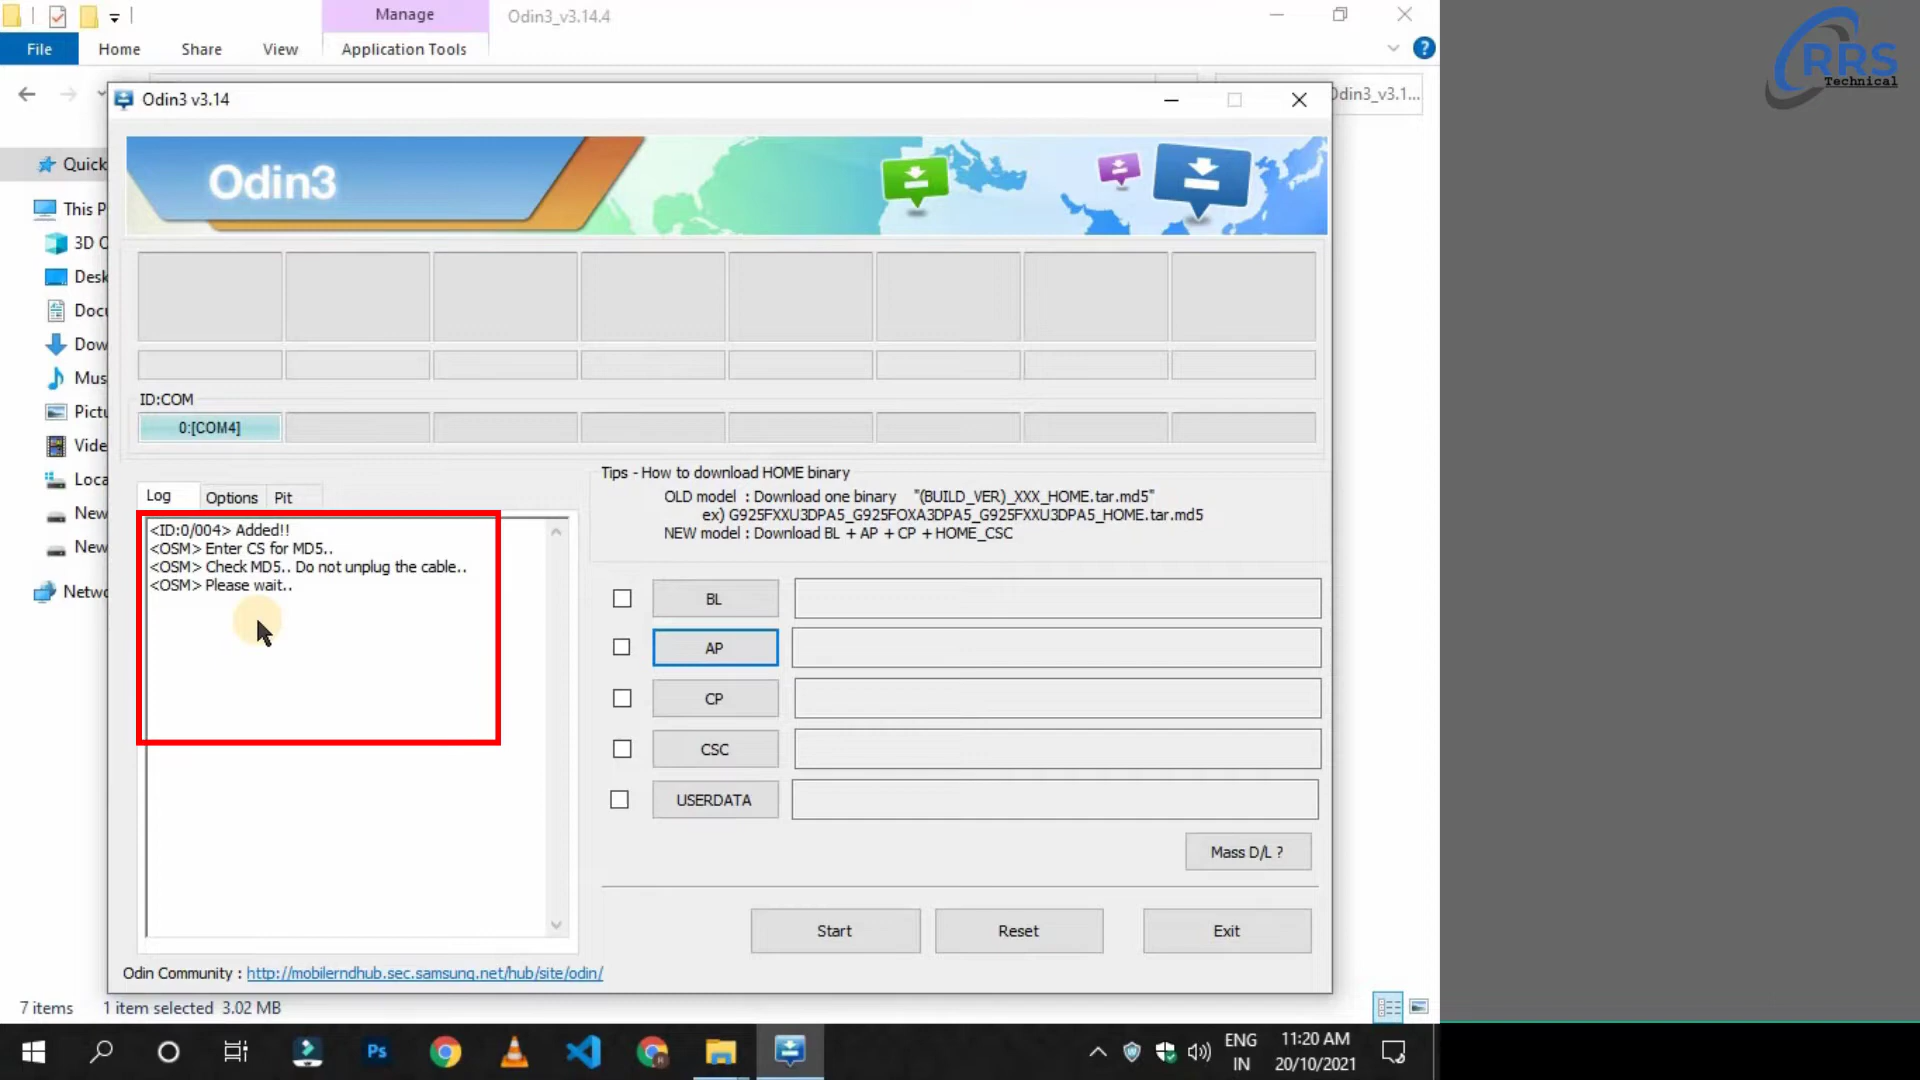 Manage
Odin3_v3.14.4
File
Home
Share
View
Application Tools
RRS
Technical
Odin3 v3.14
Odin3_v3.1...
Odin3
Quick
This P
3D O
Desk
Docu
Dow
Mus
Pictu
Vide
Loca
New
New
Netwo
ID:COM
0:[COM4]
Log
Options
Pit
<ID:0/004> Added!!
<OSM> Enter CS for MD5..
<OSM> Check MD5.. Do not unplug the cable..
<OSM> Please wait..
Tips - How to download HOME binary
OLD model : Download one binary "(BUILD_VER)_XXX_HOME.tar.md5"
ex) G925FXXU3DPA5_G925FOXA3DPA5_G925FXXU3DPA5_HOME.tar.md5
NEW model : Download BL + AP + CP + HOME_CSC
BL
AP
CP
CSC
USERDATA
Mass D/L ?
Start
Reset
Exit
Odin Community : http://mobilerndhub.sec.samsung.net/hub/site/odin/
7 items
1 item selected 3.02 MB
Ps
ENG
IN
11:20 AM
20/10/2021